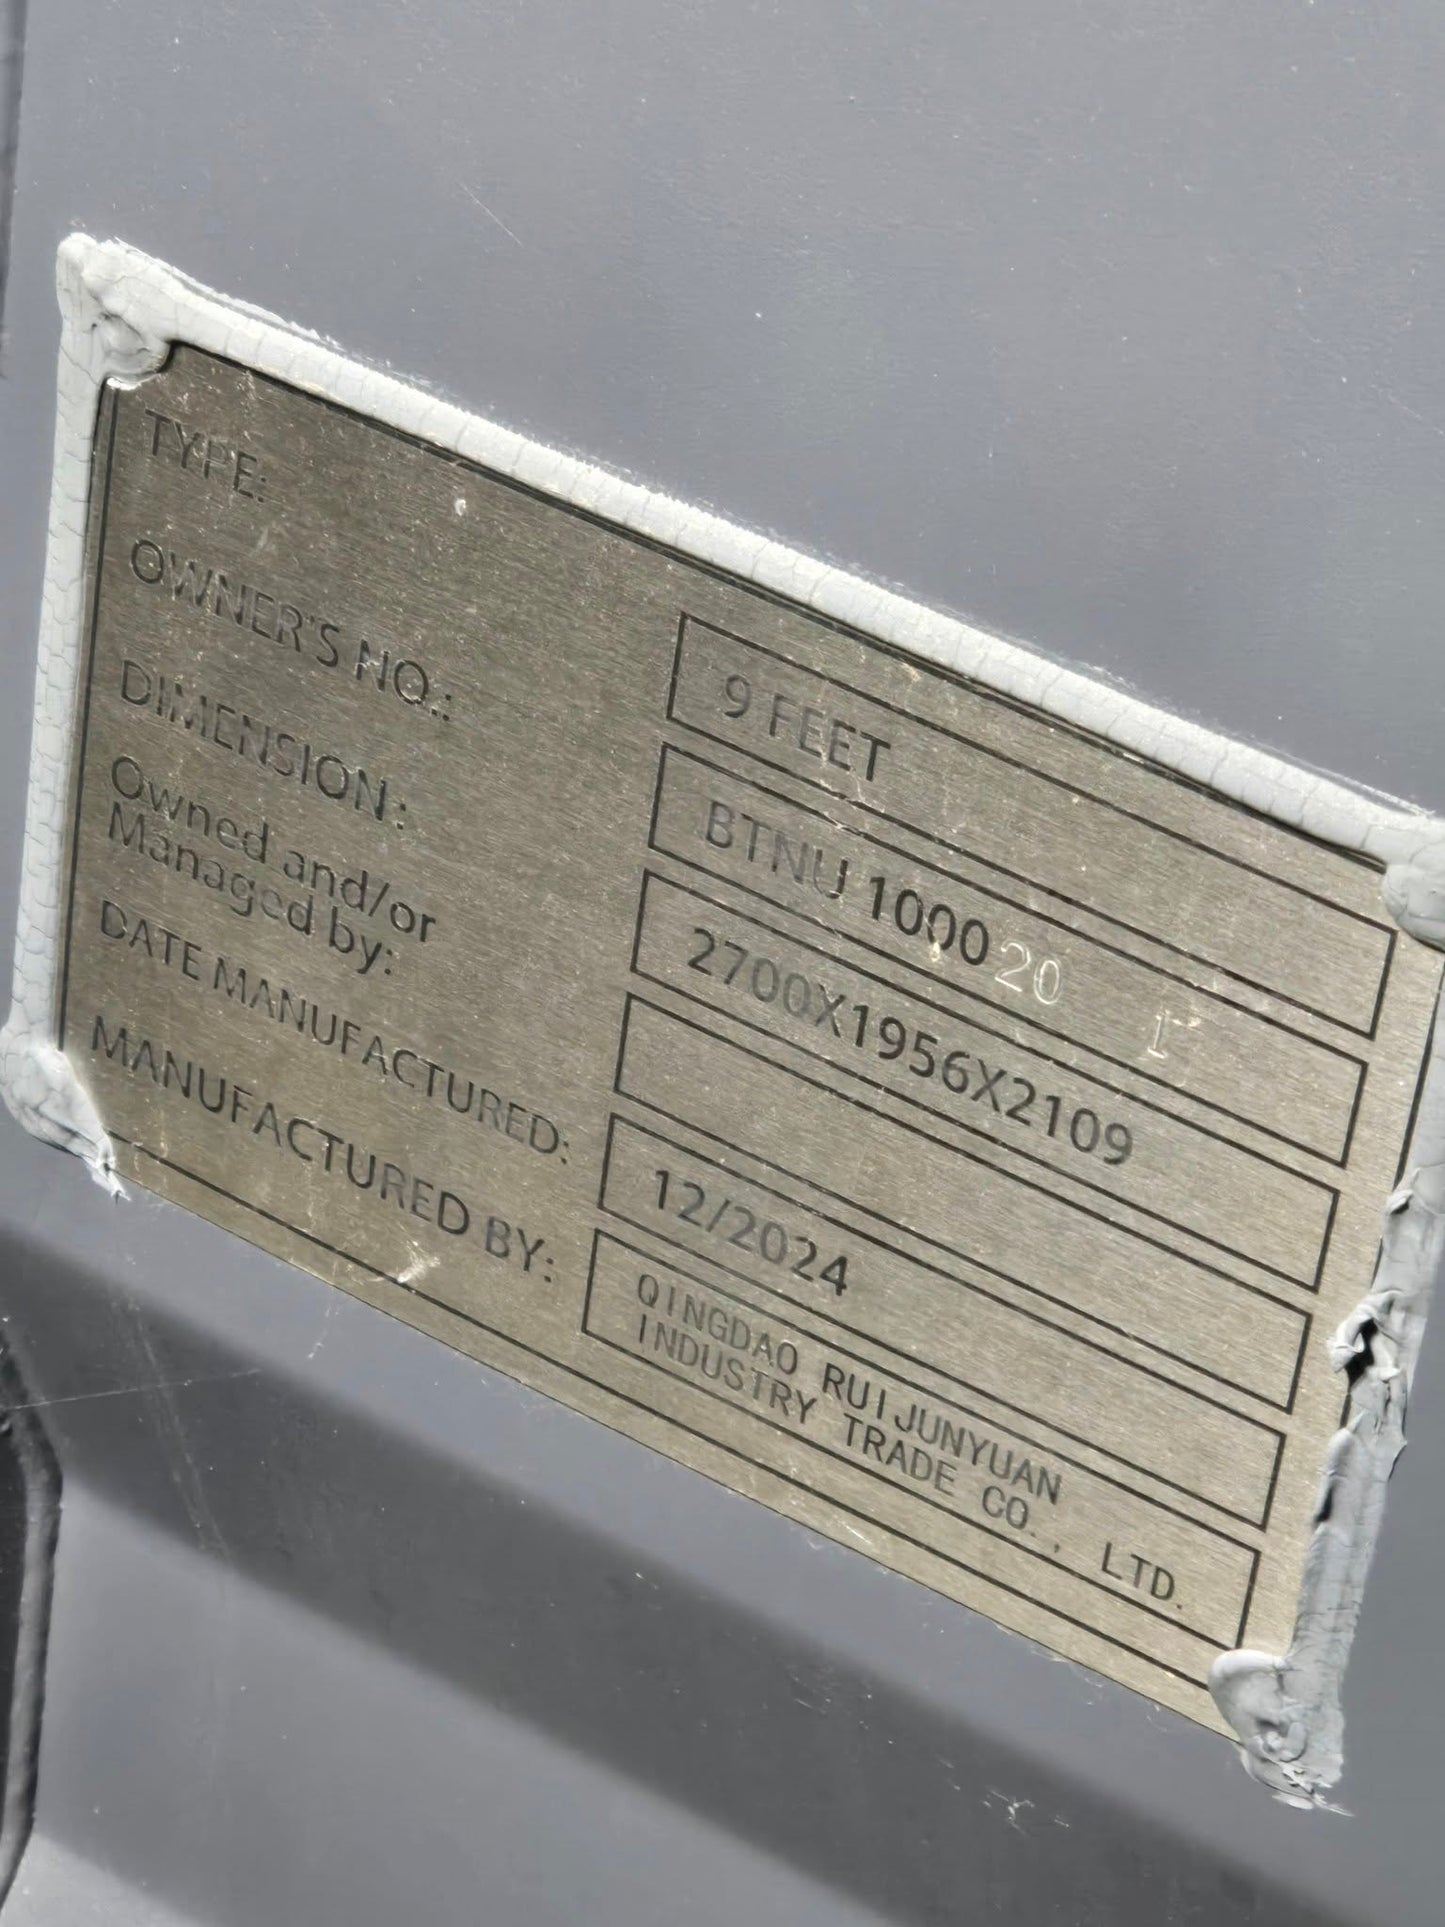 TYPE: 9 FEET
OWNER'S NO.: BTNU 1000 20 1
DIMENSION: 2700X1956X2109
Owned and/or
Managed by:
DATE MANUFACTURED: 12/2024
MANUFACTURED BY: QINGDAO RUIJUNYUAN
INDUSTRY TRADE CO., LTD.